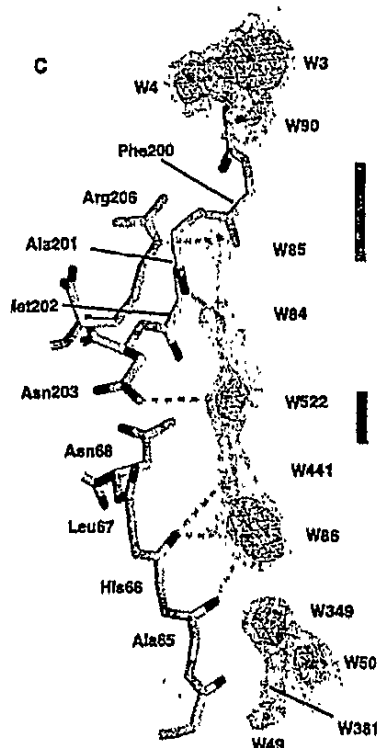 C
W3
W4
W90
Phe200
Arg206
Ala201
W85
Met202
W84
Asn203
W522
Asn68
W441
Leu67
W86
His66
W349
Ala65
W50
W381
W49